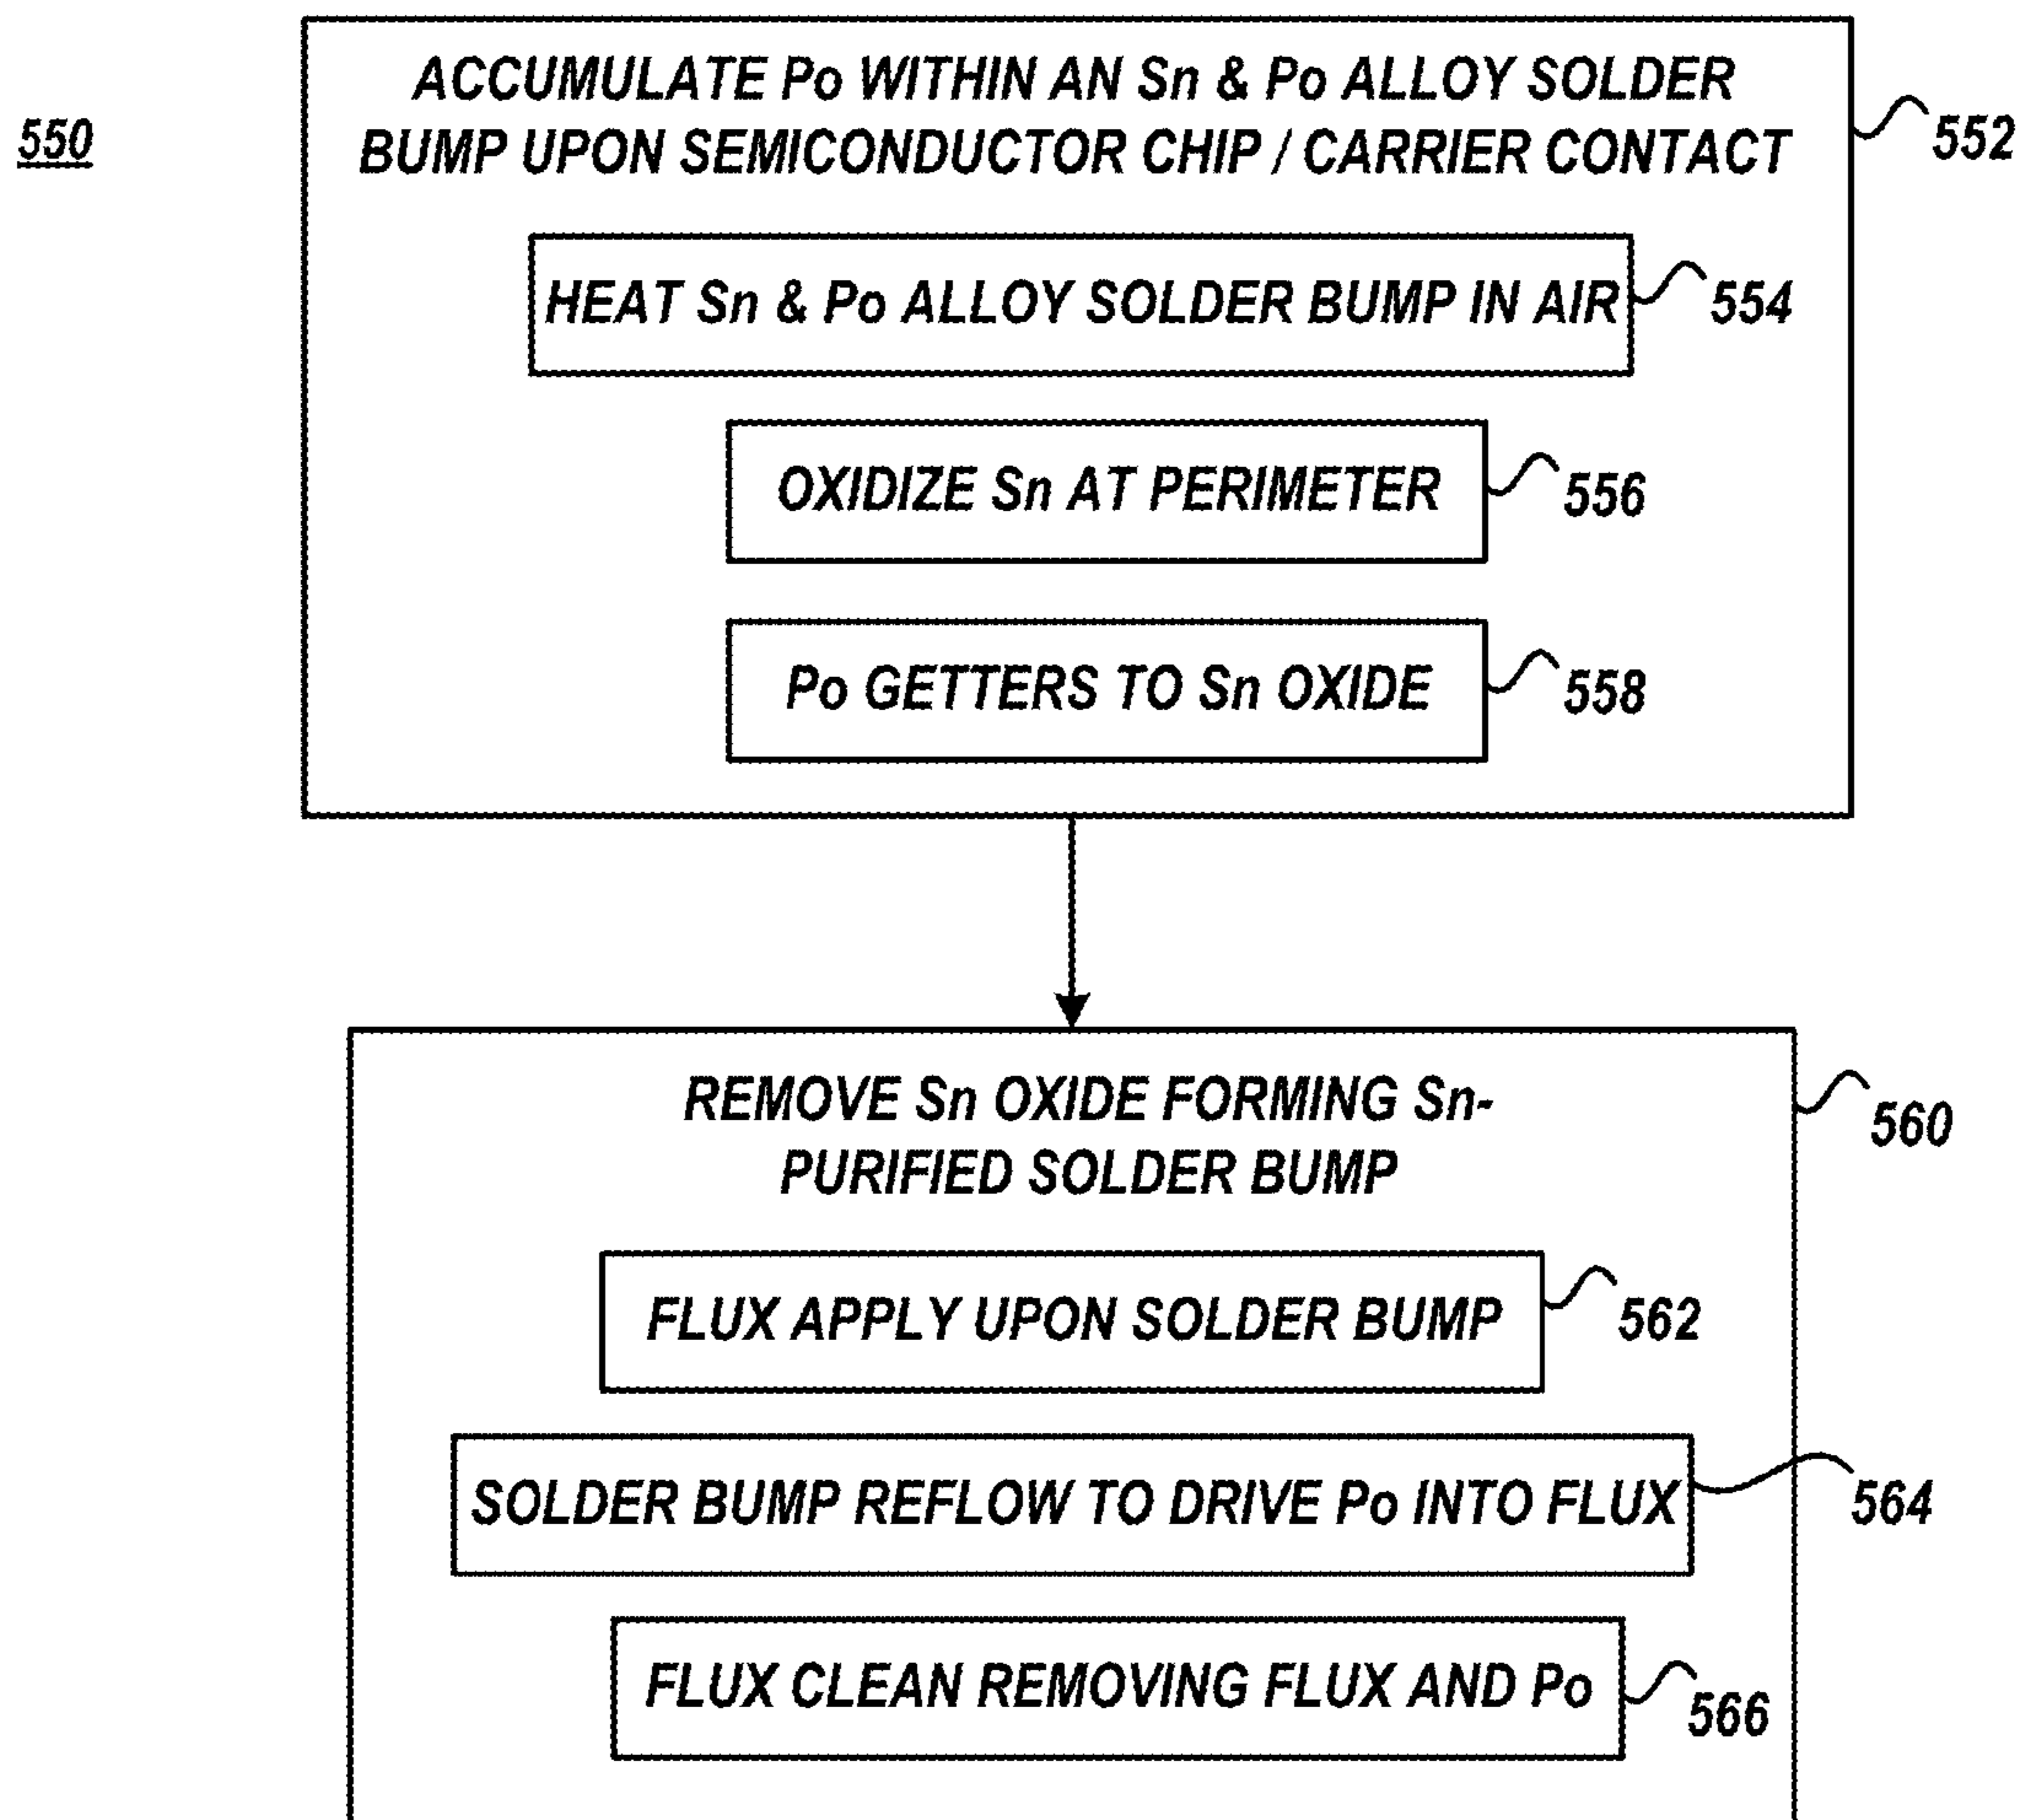 550
ACCUMULATE Po WITHIN AN Sn & Po ALLOY SOLDER
BUMP UPON SEMICONDUCTOR CHIP / CARRIER CONTACT
552
HEAT Sn & Po ALLOY SOLDER BUMP IN AIR
554
OXIDIZE Sn AT PERIMETER
556
Po GETTERS TO Sn OXIDE
558
REMOVE Sn OXIDE FORMING Sn-
PURIFIED SOLDER BUMP
560
FLUX APPLY UPON SOLDER BUMP
562
SOLDER BUMP REFLOW TO DRIVE Po INTO FLUX
564
FLUX CLEAN REMOVING FLUX AND Po
566